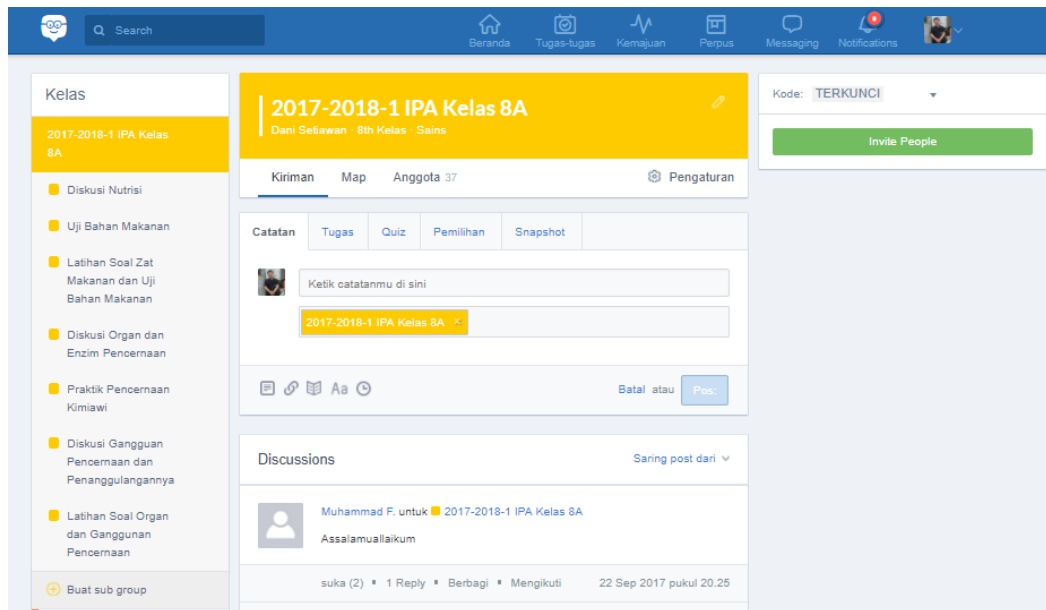 Search
Beranda
Tugas-tugas
Kemajuan
Perpus
Messaging
Notifications
Kelas
2017-2018-1 IPA Kelas
8A
Diskusi Nutrisi
Uji Bahan Makanan
Latihan Soal Zat
Makanan dan Uji
Bahan Makanan
Diskusi Organ dan
Enzim Pencernaan
Praktik Pencernaan
Kimiawi
Diskusi Gangguan
Pencernaan dan
Penanggulangannya
Latihan Soal Organ
dan Ganggunan
Pencernaan
Buat sub group
2017-2018-1 IPA Kelas 8A
Dani Setiawan · 8th Kelas · Sains
Kiriman
Map
Anggota 37
Pengaturan
Catatan
Tugas
Quiz
Pemilihan
Snapshot
Ketik catatanmu di sini
2017-2018-1 IPA Kelas 8A ×
Aa
Batal atau
Discussions
Saring post dari
Muhammad F. untuk 2017-2018-1 IPA Kelas 8A
Assalamuallaikum
suka (2) 1 Reply Berbagi Mengikuti 22 Sep 2017 pukul 20.25
Kode: TERKUNCI
Invite People